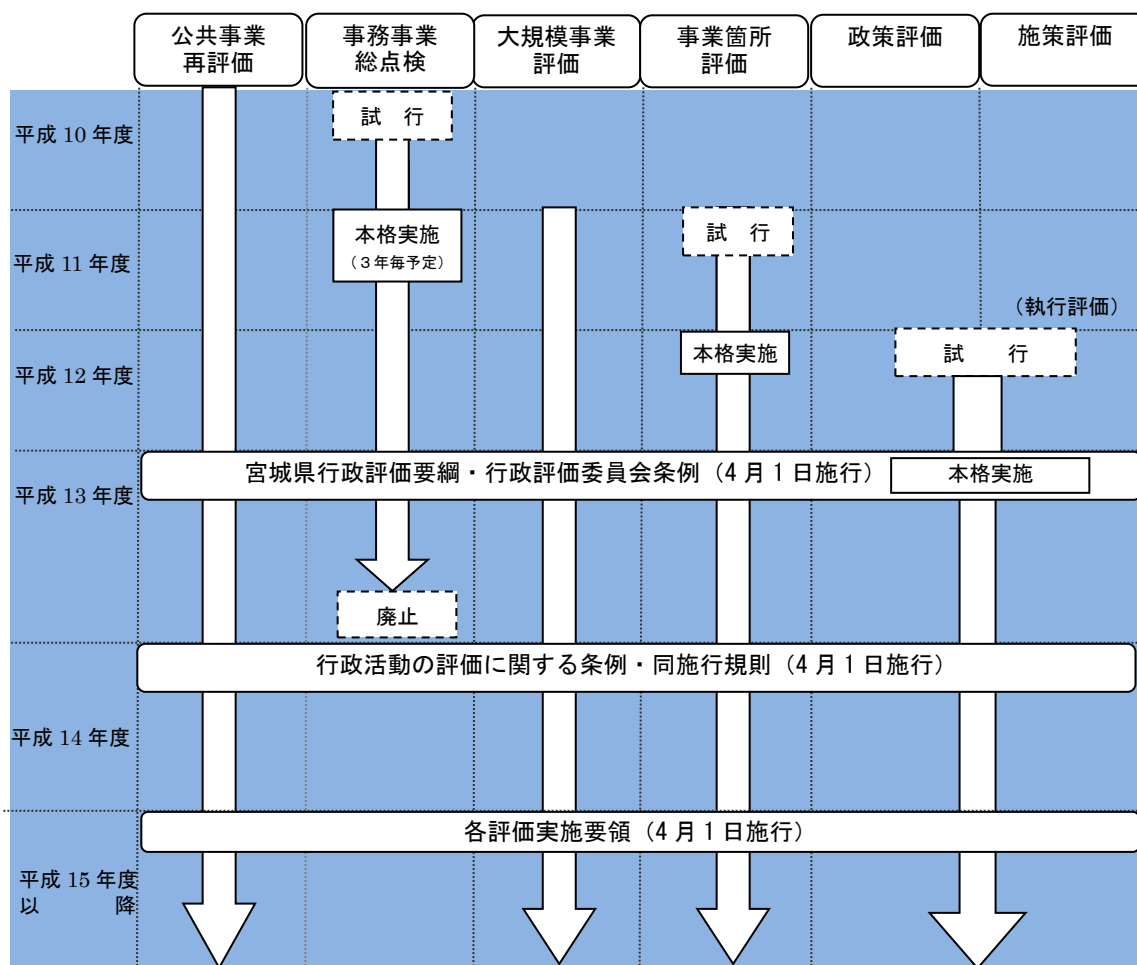 公共事業
再評価
事務事業
総点検
大規模事業
評価
事業箇所
評価
政策評価
施策評価
平成 10 年度
試 行
平成 11 年度
本格実施
(３年毎予定)
試 行
(執行評価)
平成 12 年度
本格実施
試 行
平成 13 年度
宮城県行政評価要綱・行政評価委員会条例 (４月１日施行)
本格実施
廃止
行政活動の評価に関する条例・同施行規則 (４月１日施行)
平成 14 年度
各評価実施要領 (４月１日施行)
平成 15 年度
以 降